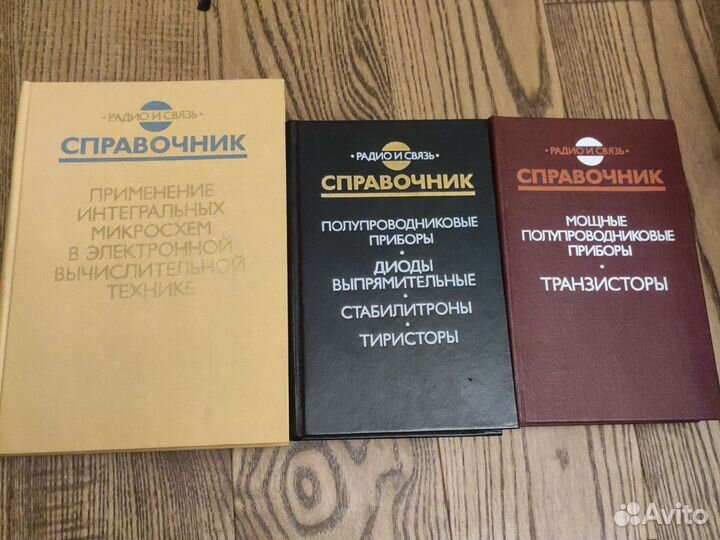 • РАДИО И СВЯЗЬ •
СПРАВОЧНИК
ПРИМЕНЕНИЕ
ИНТЕГРАЛЬНЫХ
МИКРОСХЕМ
В ЭЛЕКТРОННОЙ
ВЫЧИСЛИТЕЛЬНОЙ
ТЕХНИКЕ
• РАДИО И СВЯЗЬ •
СПРАВОЧНИК
ПОЛУПРОВОДНИКОВЫЕ
ПРИБОРЫ
•
ДИОДЫ
ВЫПРЯМИТЕЛЬНЫЕ
•
СТАБИЛИТРОНЫ
•
ТИРИСТОРЫ
• РАДИО И СВЯЗЬ •
СПРАВОЧНИК
МОЩНЫЕ
ПОЛУПРОВОДНИКОВЫЕ
ПРИБОРЫ
•
ТРАНЗИСТОРЫ
Avito